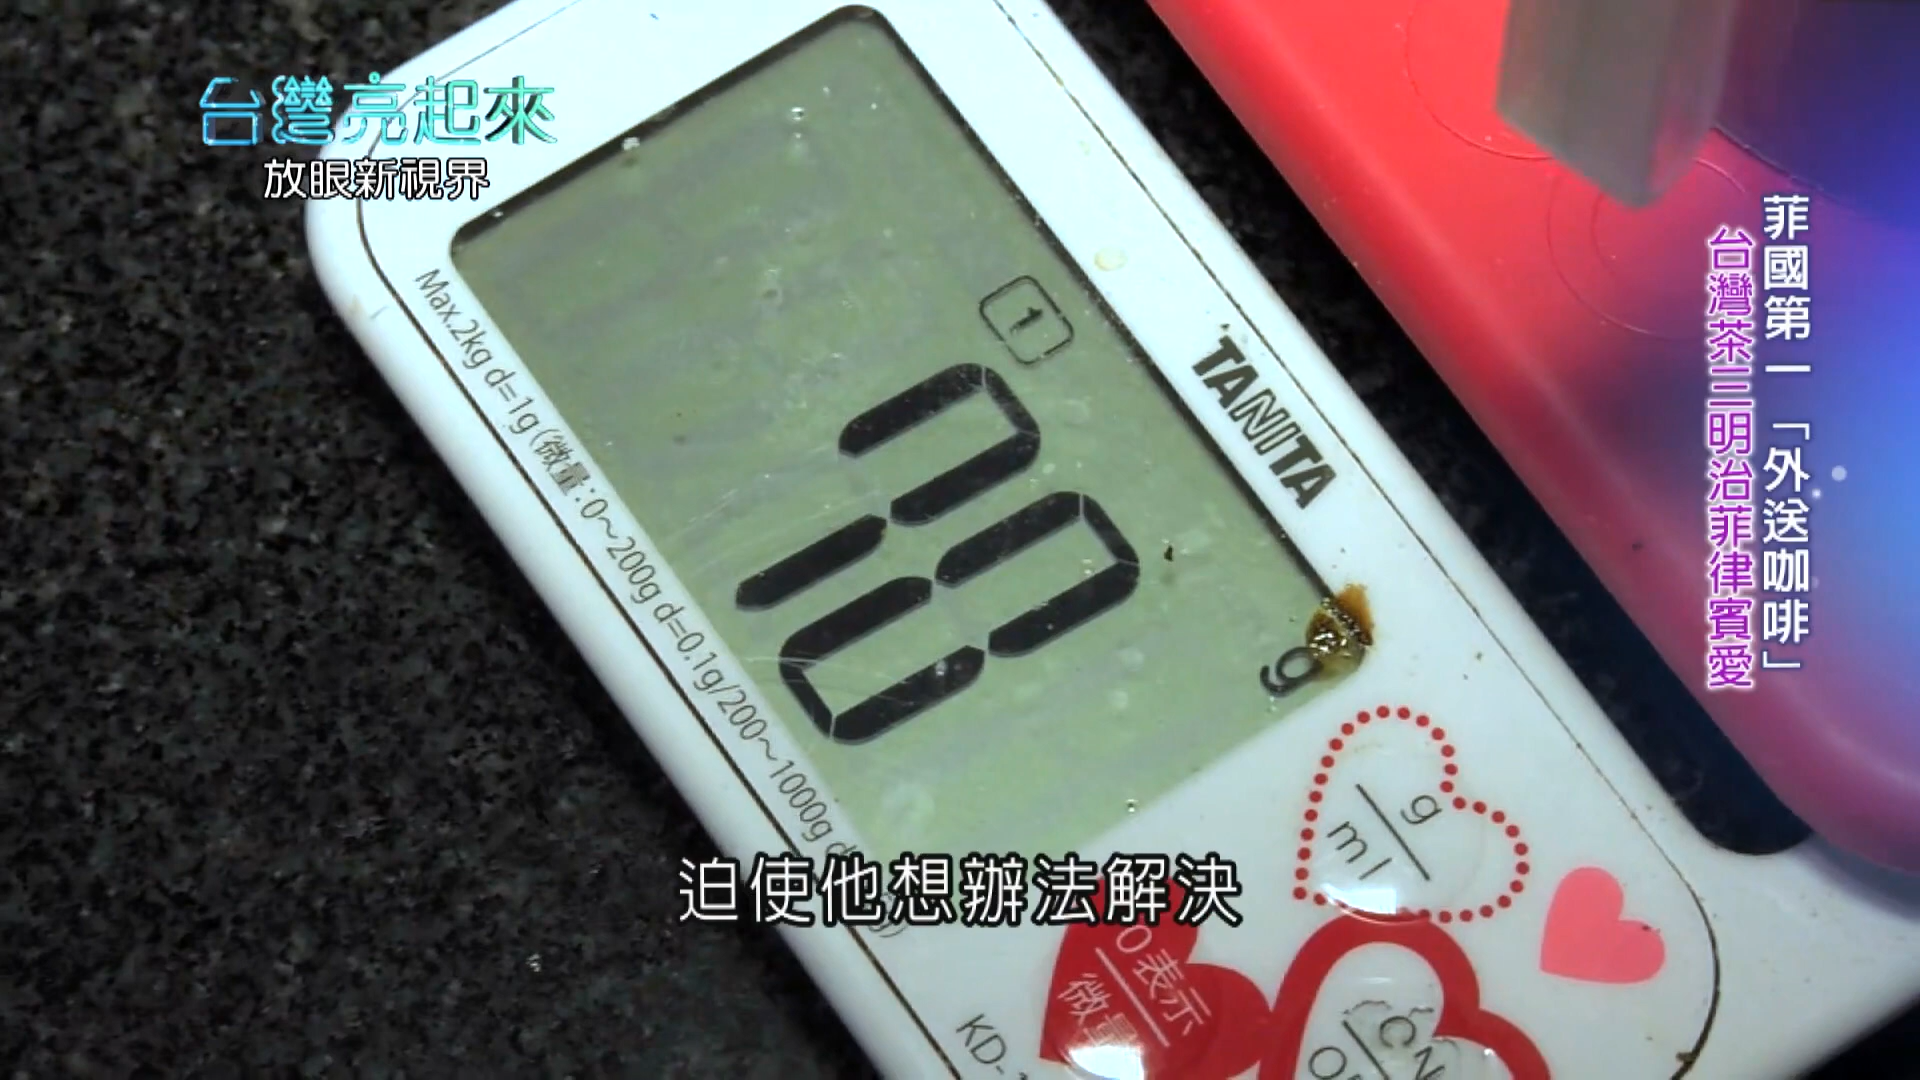 台灣亮起來
放眼新視界
菲國第一「外送咖啡」
台灣茶三明治菲律賓愛
1
70 g
TANITA
Max.2kg d=1g (微量:0~200g d=0.1g/200~1000g
g
ml
0表示
微量
KD-
迫使他想辦法解決